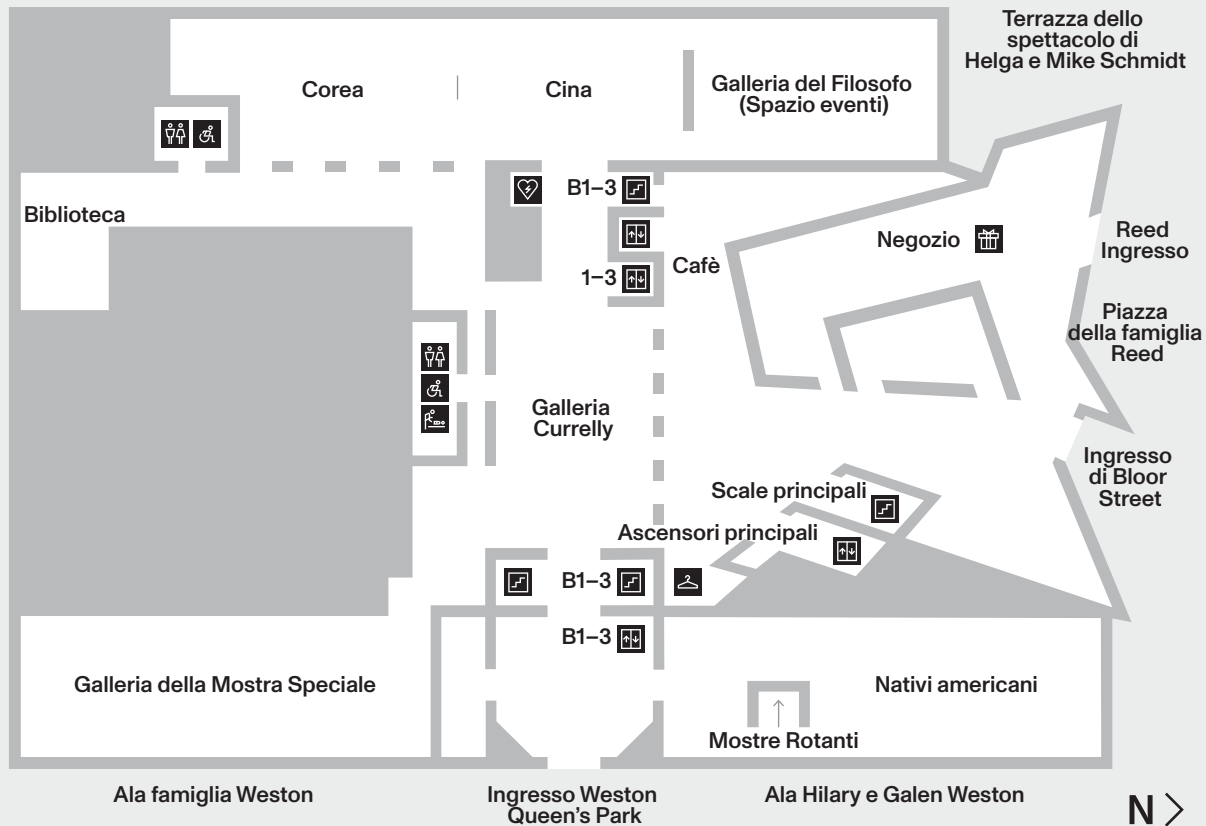 Terrazza dello
spettacolo di
Helga e Mike Schmidt
Corea
Cina
Galleria del Filosofo
(Spazio eventi)
B1–3
Biblioteca
Negozio
Reed
Ingresso
Cafè
1–3
Piazza
della famiglia
Reed
Galleria
Currelly
Ingresso
di Bloor
Street
Scale principali
Ascensori principali
B1–3
B1–3
Galleria della Mostra Speciale
Nativi americani
Mostre Rotanti
Ala famiglia Weston
Ingresso Weston
Queen’s Park
Ala Hilary e Galen Weston
N